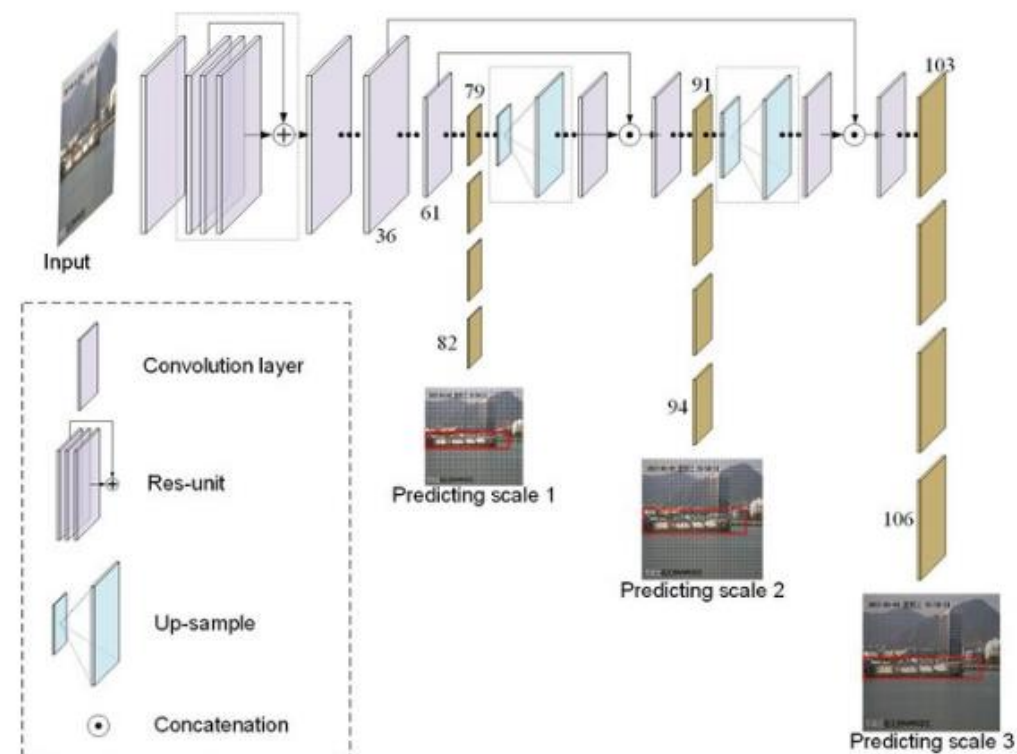 103
79
91
61
36
Input
82
94
106
Convolution layer
Res-unit
Up-sample
Concatenation
Predicting scale 1
Predicting scale 2
Predicting scale 3